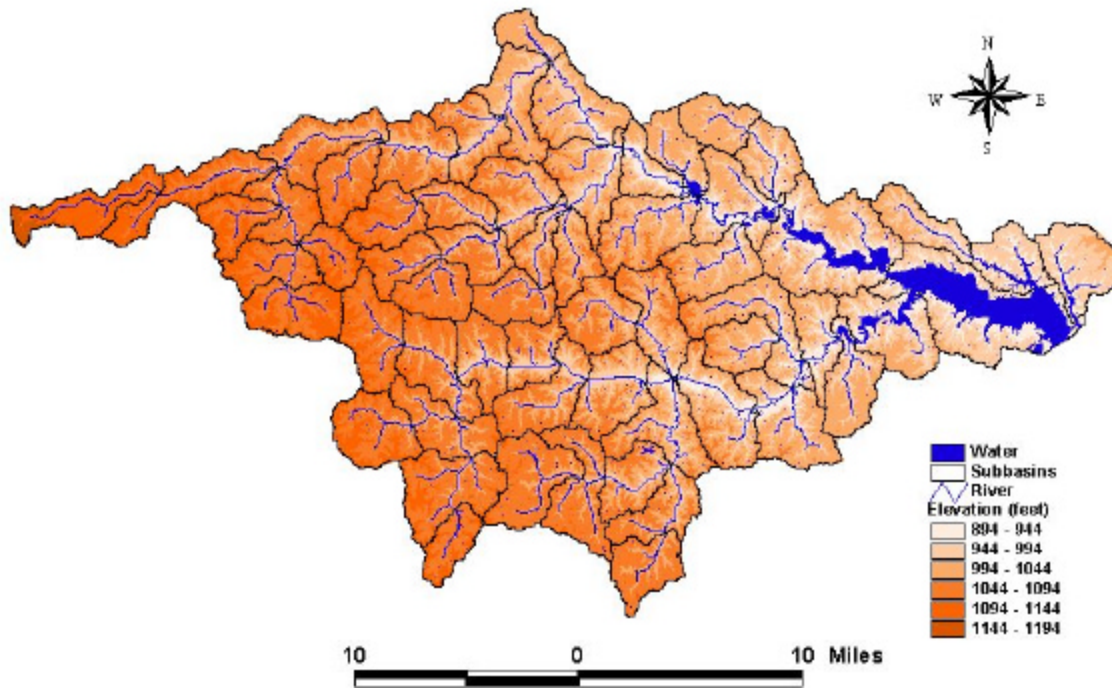 N
W E
S
Water
Subbasins
River
Elevation (feet)
894 - 944
944 - 994
994 - 1044
1044 - 1094
1094 - 1144
1144 - 1194
10 0 10 Miles